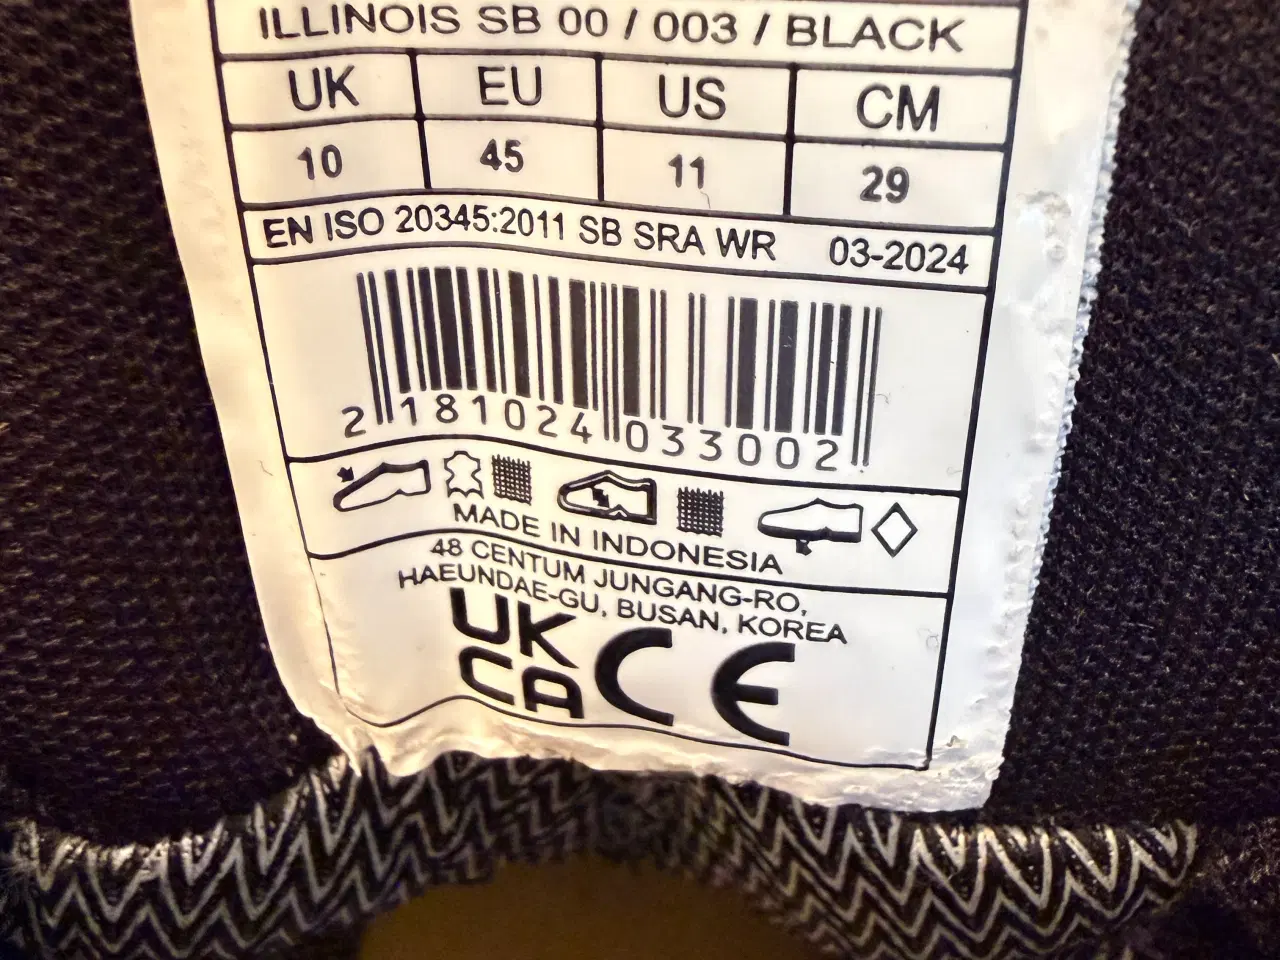 ILLINOIS SB 00 / 003 / BLACK
UK EU US CM
10 45 11 29
EN ISO 20345:2011 SB SRA WR 03-2024
2 181024 033002
MADE IN INDONESIA
48 CENTUM JUNGANG-RO,
HAEUNDAE-GU, BUSAN, KOREA
UK
CA CE